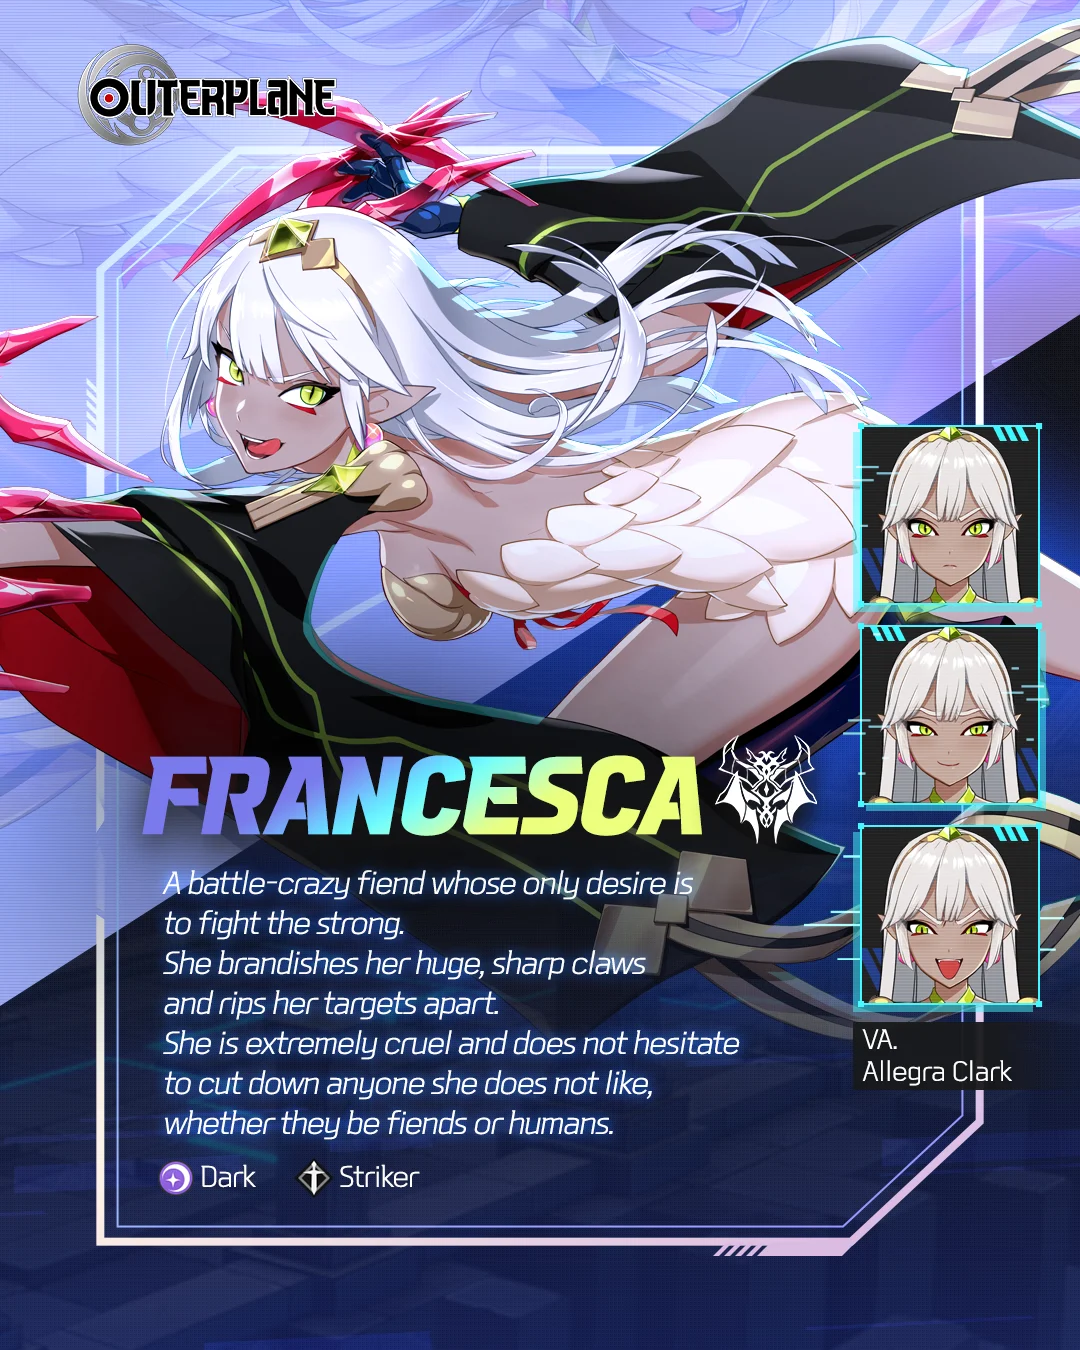 OUTERPLANE
FRANCESCA
A battle-crazy fiend whose only desire is
to fight the strong.
She brandishes her huge, sharp claws
and rips her targets apart.
She is extremely cruel and does not hesitate
to cut down anyone she does not like,
whether they be fiends or humans.
Dark Striker
VA.
Allegra Clark